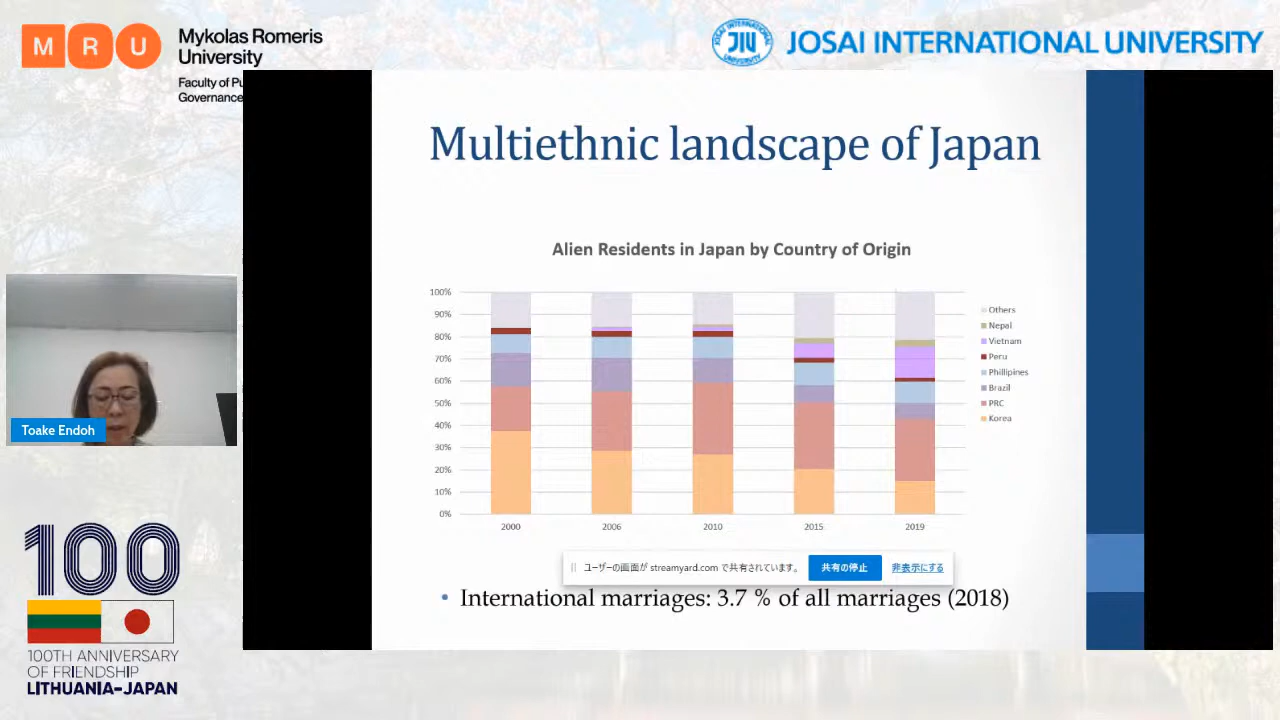 MRU
Mykolas Romeris
University
Faculty of Pu
Governance
JIU
JOSAI INTERNATIONAL UNIVERSITY
Multiethnic landscape of Japan
Alien Residents in Japan by Country of Origin
100%
90%
80%
70%
60%
50%
40%
30%
20%
10%
0%
2000 2006 2010 2015 2019
Others
Nepal
Vietnam
Peru
Phillipines
Brazil
PRC
Korea
ユーザーの画面が streamyard.com で共有されています。 共有の停止 非表示にする
• International marriages: 3.7 % of all marriages (2018)
Toake Endoh
100
100TH ANNIVERSARY
OF FRIENDSHIP
LITHUANIA–JAPAN